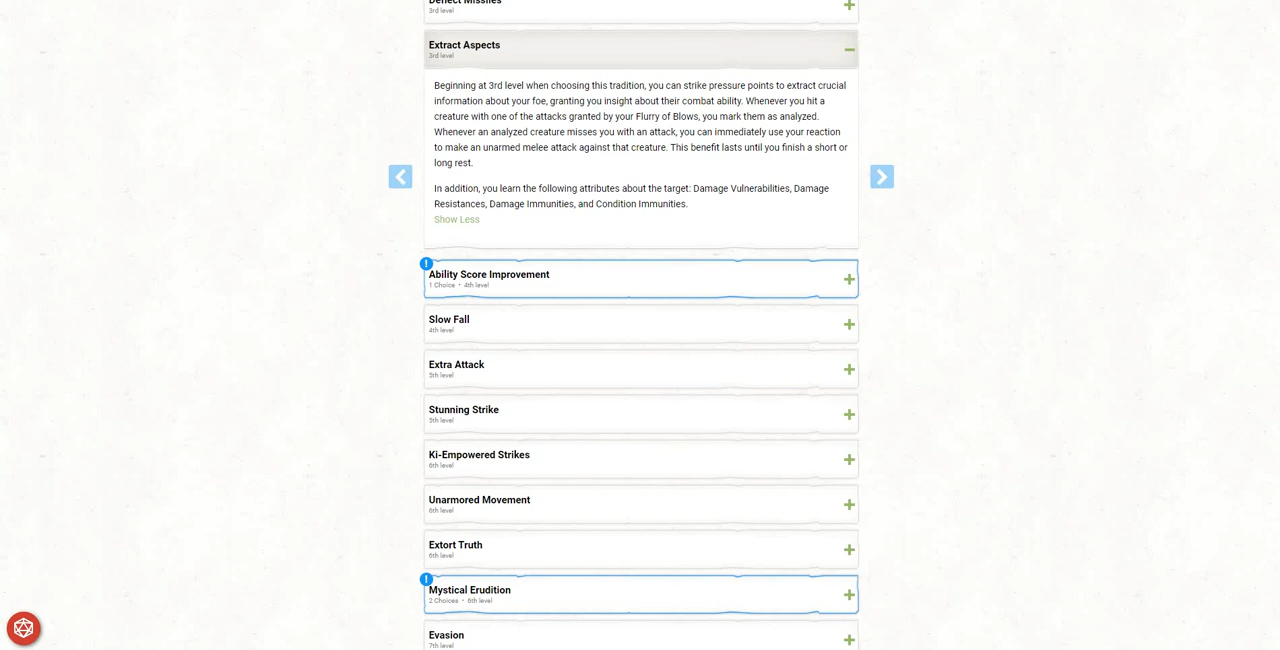 Deflect Missiles
3rd level
Extract Aspects
3rd level
Beginning at 3rd level when choosing this tradition, you can strike pressure points to extract crucial
information about your foe, granting you insight about their combat ability. Whenever you hit a
creature with one of the attacks granted by your Flurry of Blows, you mark them as analyzed.
Whenever an analyzed creature misses you with an attack, you can immediately use your reaction
to make an unarmed melee attack against that creature. This benefit lasts until you finish a short or
long rest.
In addition, you learn the following attributes about the target: Damage Vulnerabilities, Damage
Resistances, Damage Immunities, and Condition Immunities.
Show Less
!
Ability Score Improvement
1 Choice • 4th level
Slow Fall
4th level
Extra Attack
5th level
Stunning Strike
5th level
Ki-Empowered Strikes
6th level
Unarmored Movement
6th level
Extort Truth
6th level
!
Mystical Erudition
2 Choices • 6th level
Evasion
7th level